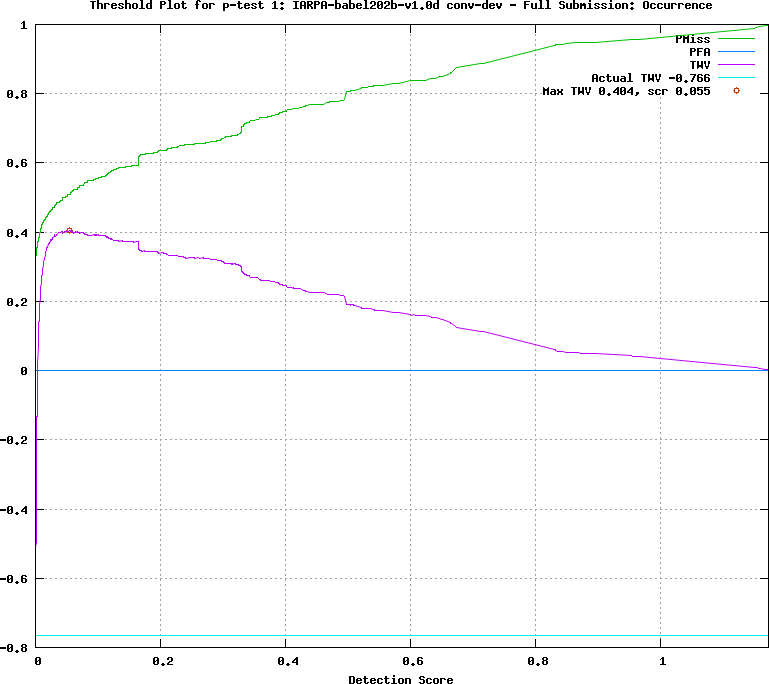 Threshold Plot for p-test 1: IARPA-babel202b-v1.0d conv-dev - Full Submission: Occurrence
1
PMiss
PFA
TWV
Actual TWV -0.766
Max TWV 0.404, scr 0.055
0.8
0.6
0.4
0.2
0
-0.2
-0.4
-0.6
-0.8
0 0.2 0.4 0.6 0.8 1
Detection Score